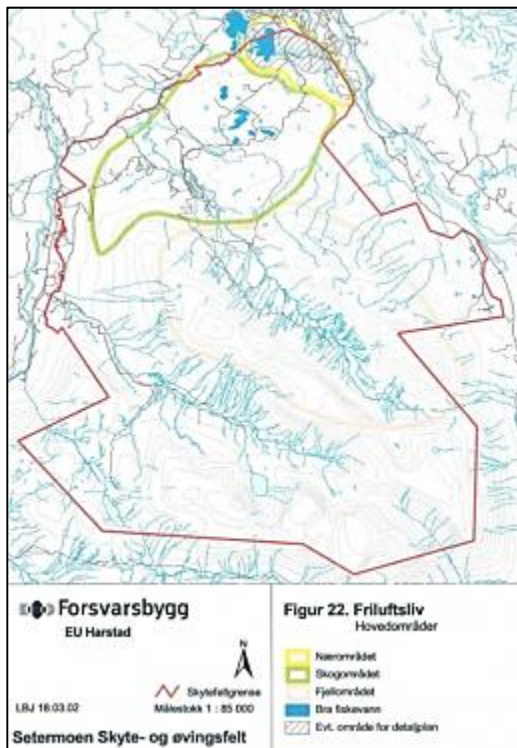 Forsvarsbygg
EU Harstad
N
Skytefeltgrense
LBJ 18.03.02
Målestokk 1 : 85 000
Setermoen Skyte- og øvingsfelt
Figur 22. Friluftsliv
Hovedområder
Nærområdet
Skogområdet
Fjellområdet
Bra fiskevann
Evt. område for detaljplan